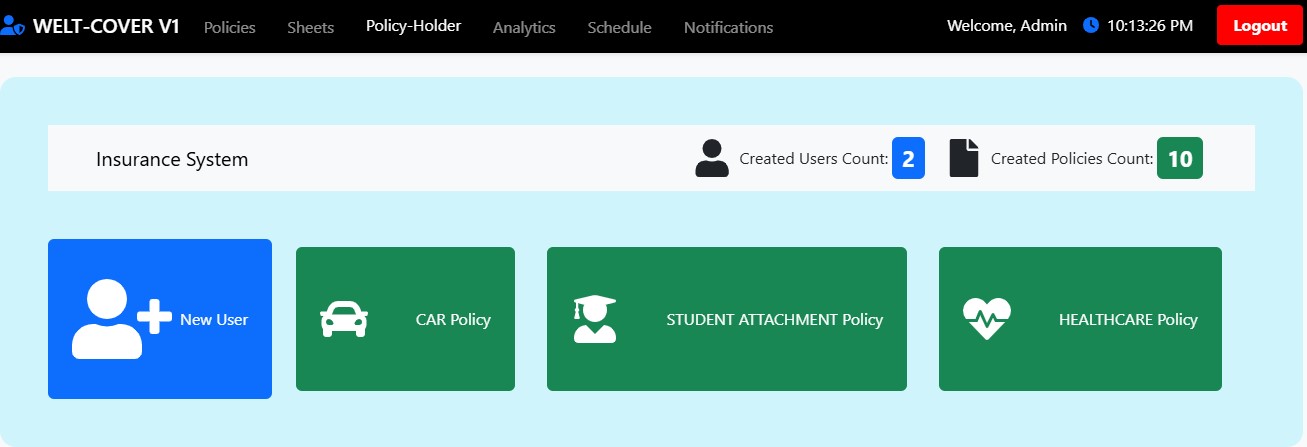 WELT-COVER V1 Policies Sheets Policy-Holder Analytics Schedule Notifications Welcome, Admin 10:13:26 PM Logout
Insurance System Created Users Count: 2 Created Policies Count: 10
New User CAR Policy STUDENT ATTACHMENT Policy HEALTHCARE Policy